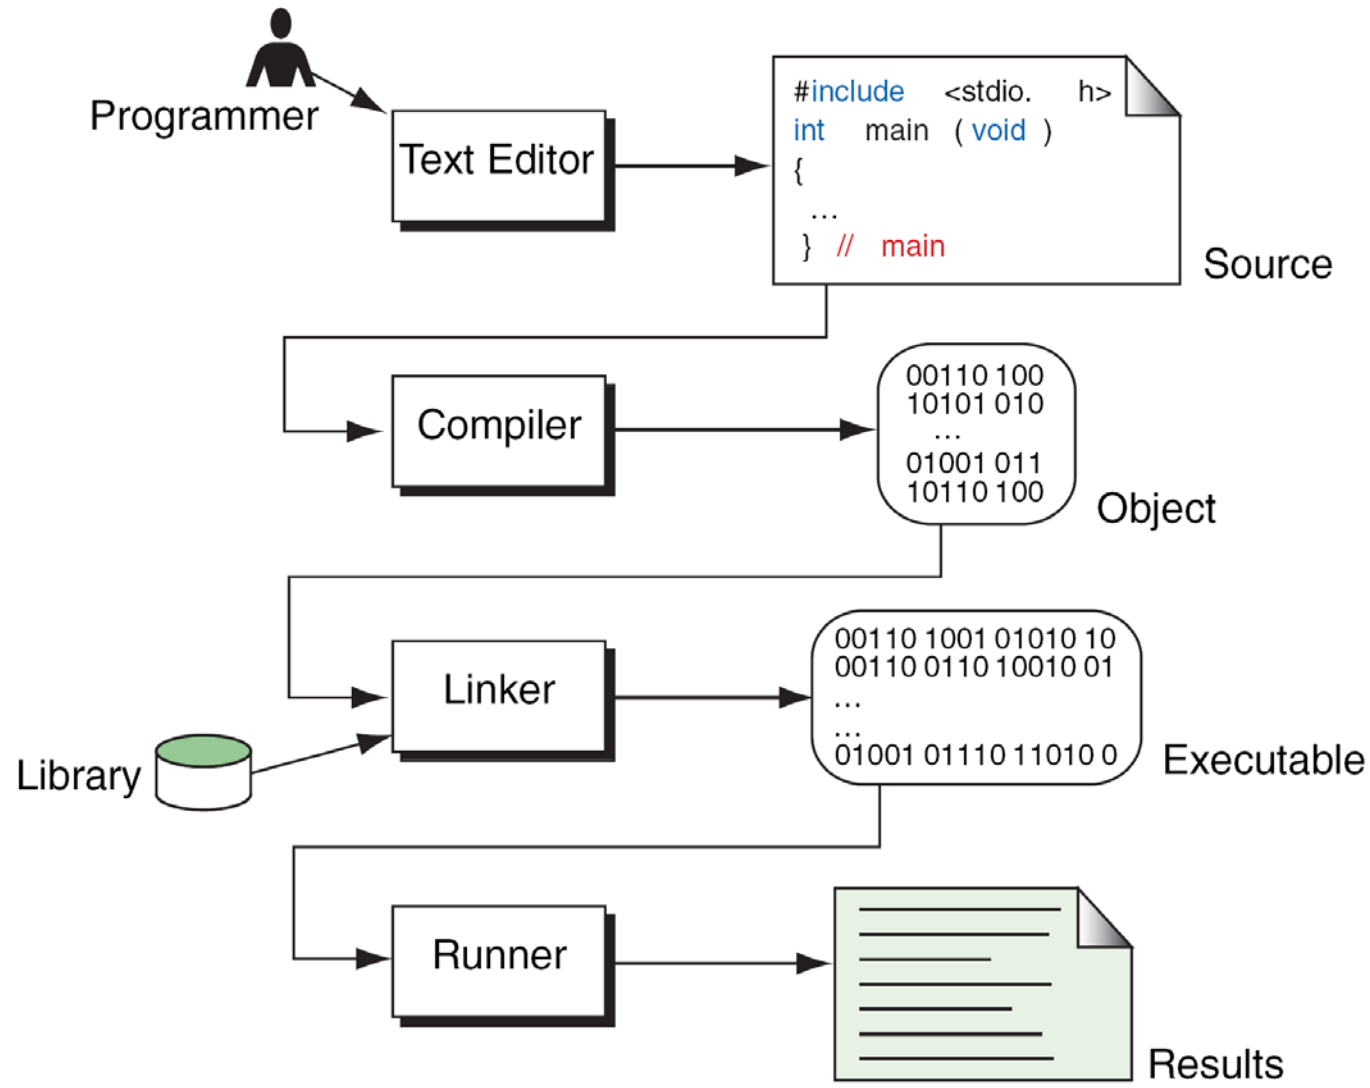 Programmer
Text Editor
#include <stdio. h>
int main ( void )
{
...
} // main
Source
Compiler
00110 100
10101 010
...
01001 011
10110 100
Object
Linker
Library
00110 1001 01010 10
00110 0110 10010 01
...
...
01001 01110 11010 0
Executable
Runner
Results